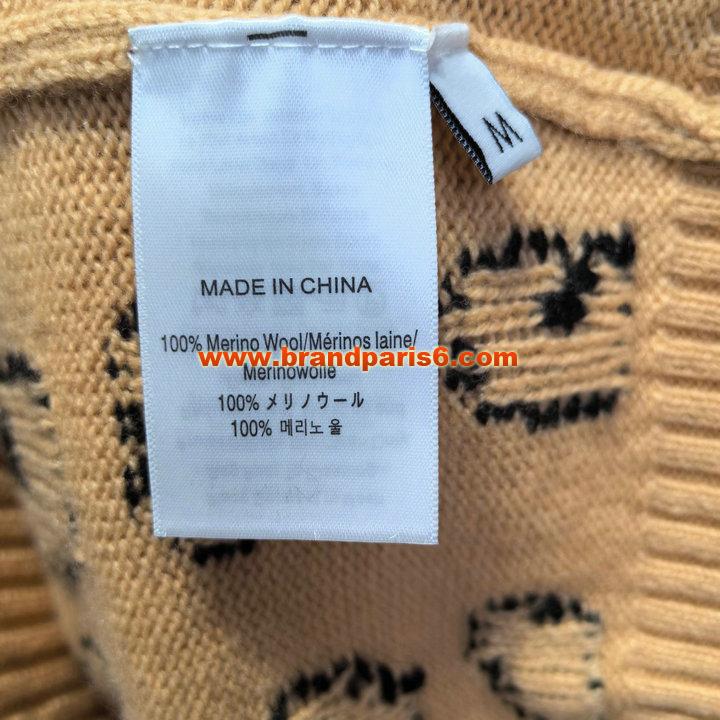 M
MADE IN CHINA
100% Merino Wool/Mérinos laine/
www.brandparis6.com
Merinowolle
100% メリノウール
100% 메리노 울